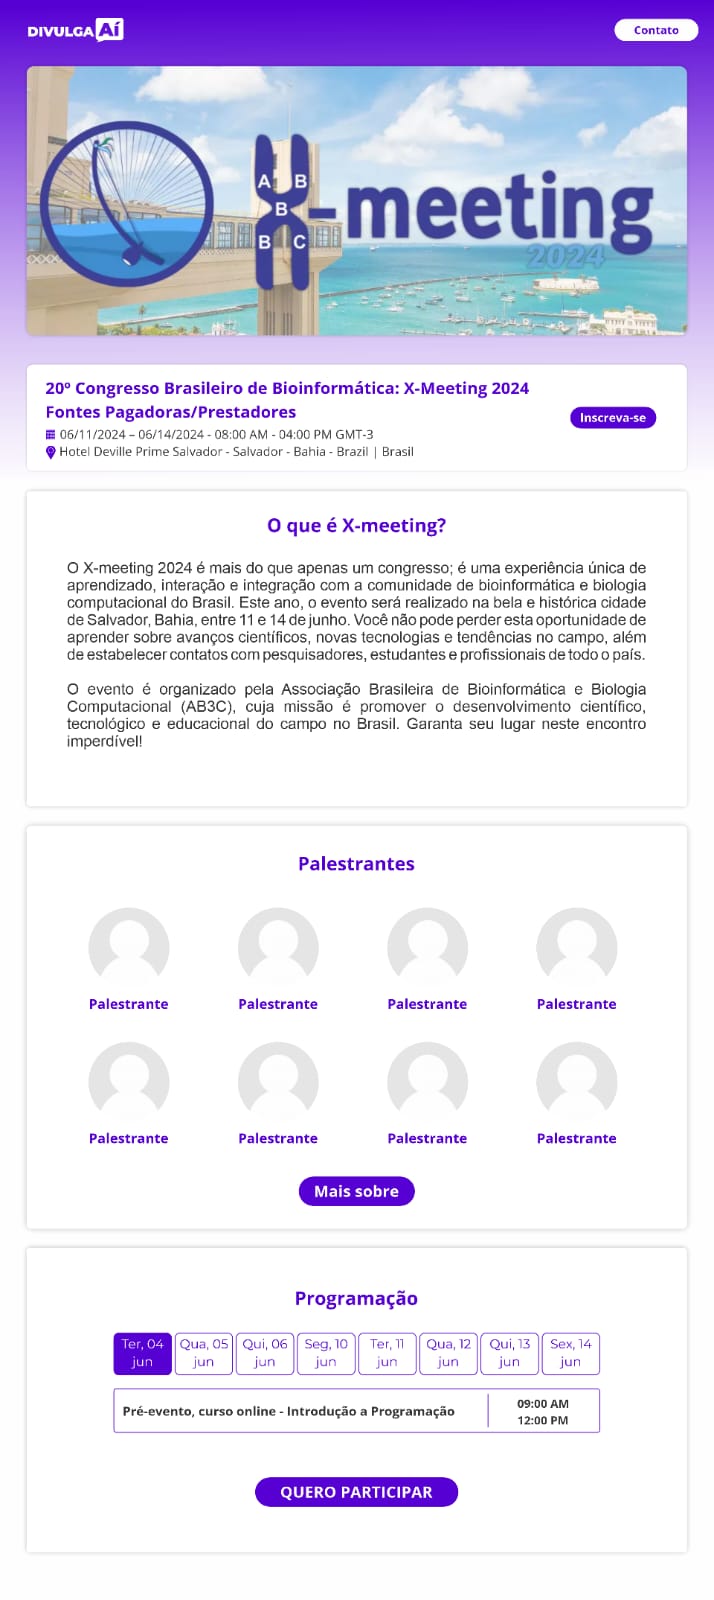 DIVULGA Aí
Contato
A B
B
B C
X-meeting
2024
20º Congresso Brasileiro de Bioinformática: X-Meeting 2024
Fontes Pagadoras/Prestadores
Inscreva-se
06/11/2024 – 06/14/2024 - 08:00 AM - 04:00 PM GMT-3
Hotel Deville Prime Salvador - Salvador - Bahia - Brazil | Brasil
O que é X-meeting?
O X-meeting 2024 é mais do que apenas um congresso; é uma experiência única de
aprendizado, interação e integração com a comunidade de bioinformática e biologia
computacional do Brasil. Este ano, o evento será realizado na bela e histórica cidade
de Salvador, Bahia, entre 11 e 14 de junho. Você não pode perder esta oportunidade de
aprender sobre avanços científicos, novas tecnologias e tendências no campo, além
de estabelecer contatos com pesquisadores, estudantes e profissionais de todo o país.
O evento é organizado pela Associação Brasileira de Bioinformática e Biologia
Computacional (AB3C), cuja missão é promover o desenvolvimento científico,
tecnológico e educacional do campo no Brasil. Garanta seu lugar neste encontro
imperdível!
Palestrantes
Palestrante Palestrante Palestrante Palestrante
Palestrante Palestrante Palestrante Palestrante
Mais sobre
Programação
Ter, 04 Qua, 05 Qui, 06 Seg, 10 Ter, 11 Qua, 12 Qui, 13 Sex, 14
jun jun jun jun jun jun jun jun
Pré-evento, curso online - Introdução a Programação
09:00 AM
12:00 PM
QUERO PARTICIPAR